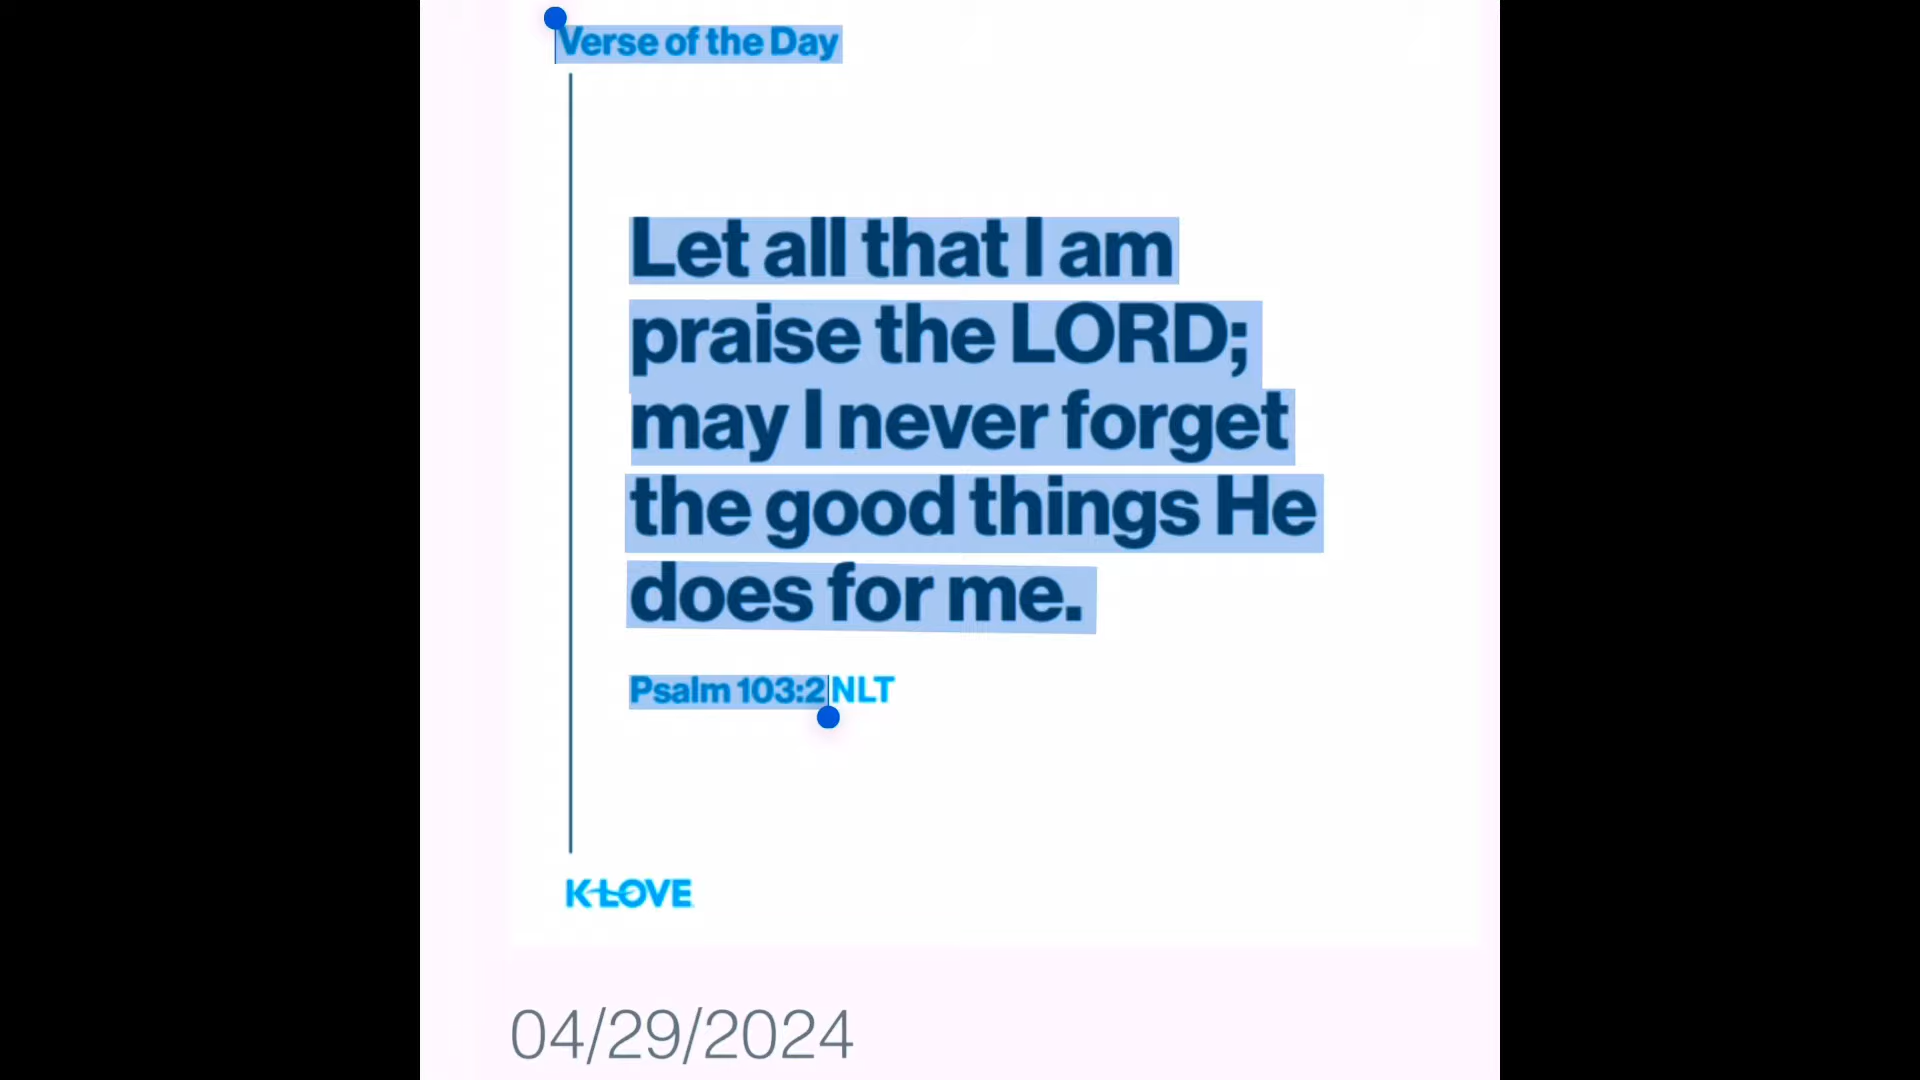 Verse of the Day
Let all that I am
praise the LORD;
may I never forget
the good things He
does for me.
Psalm 103:2 NLT
K-LOVE
04/29/2024